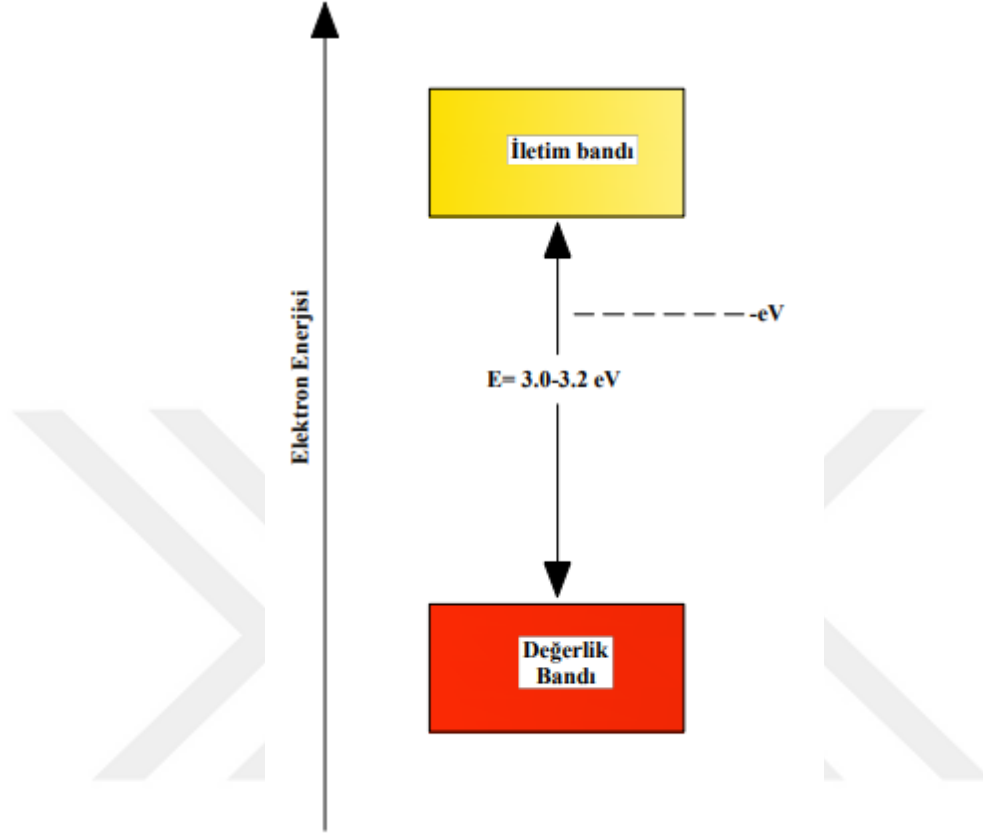 İletim bandı
-eV
E= 3.0-3.2 eV
Elektron Enerjisi
Değerlik
Bandı